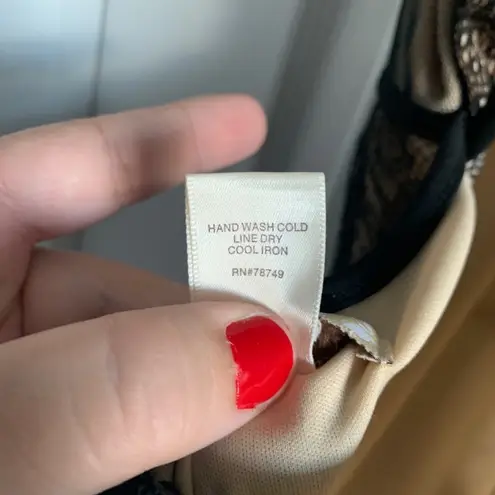 HAND WASH COLD
LINE DRY
COOL IRON
RN#78749